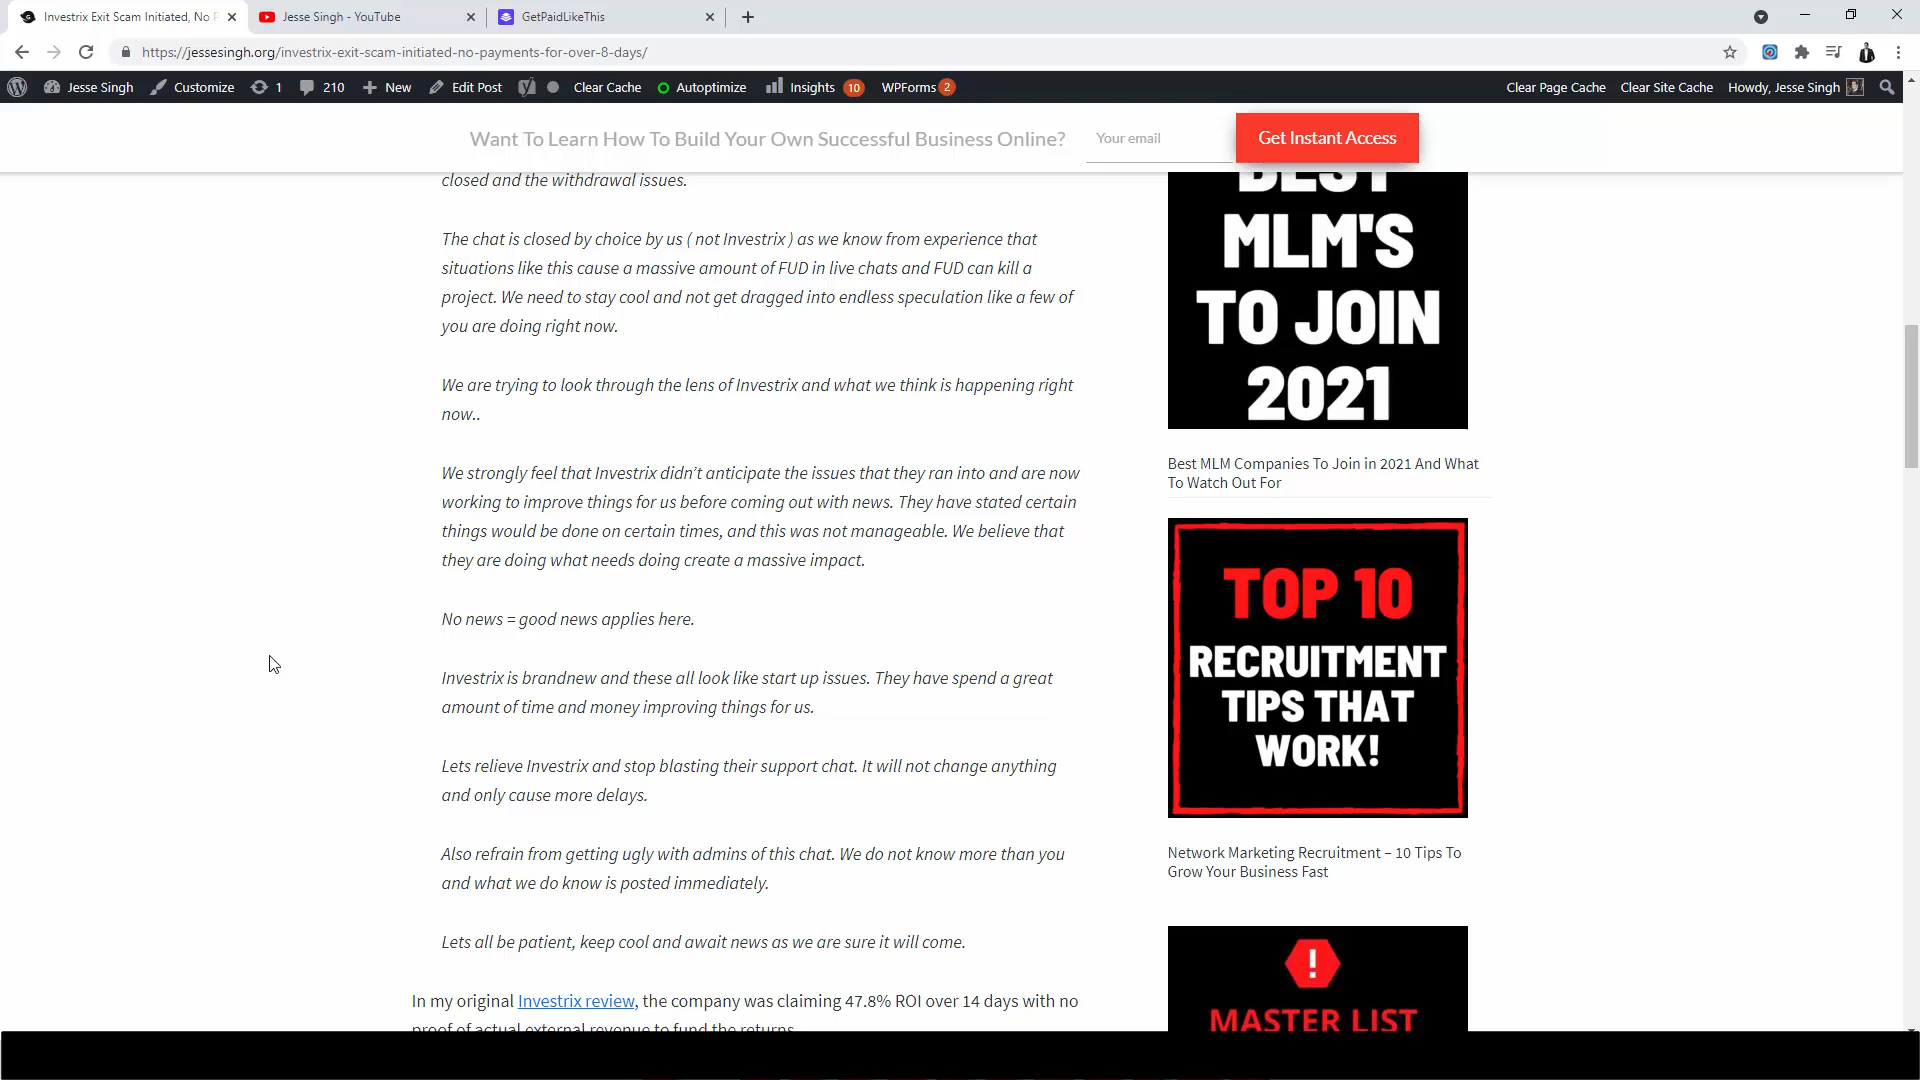 Investrix Exit Scam Initiated, No P
Jesse Singh - YouTube
GetPaidLikeThis
https://jessesingh.org/investrix-exit-scam-initiated-no-payments-for-over-8-days/
Jesse Singh
Customize
1
210
New
Edit Post
Clear Cache
Autoptimize
Insights 10
WPForms 2
Clear Page Cache
Clear Site Cache
Howdy, Jesse Singh
Want To Learn How To Build Your Own Successful Business Online?
Your email
Get Instant Access
closed and the withdrawal issues.
The chat is closed by choice by us ( not Investrix ) as we know from experience that
situations like this cause a massive amount of FUD in live chats and FUD can kill a
project. We need to stay cool and not get dragged into endless speculation like a few of
you are doing right now.
We are trying to look through the lens of Investrix and what we think is happening right
now..
We strongly feel that Investrix didn’t anticipate the issues that they ran into and are now
working to improve things for us before coming out with news. They have stated certain
things would be done on certain times, and this was not manageable. We believe that
they are doing what needs doing create a massive impact.
No news = good news applies here.
Investrix is brandnew and these all look like start up issues. They have spend a great
amount of time and money improving things for us.
Lets relieve Investrix and stop blasting their support chat. It will not change anything
and only cause more delays.
Also refrain from getting ugly with admins of this chat. We do not know more than you
and what we do know is posted immediately.
Lets all be patient, keep cool and await news as we are sure it will come.
In my original Investrix review, the company was claiming 47.8% ROI over 14 days with no
proof of actual external revenue to fund the returns
BEST
MLM'S
TO JOIN
2021
Best MLM Companies To Join in 2021 And What
To Watch Out For
TOP 10
RECRUITMENT
TIPS THAT
WORK!
Network Marketing Recruitment – 10 Tips To
Grow Your Business Fast
!
MASTER LIST